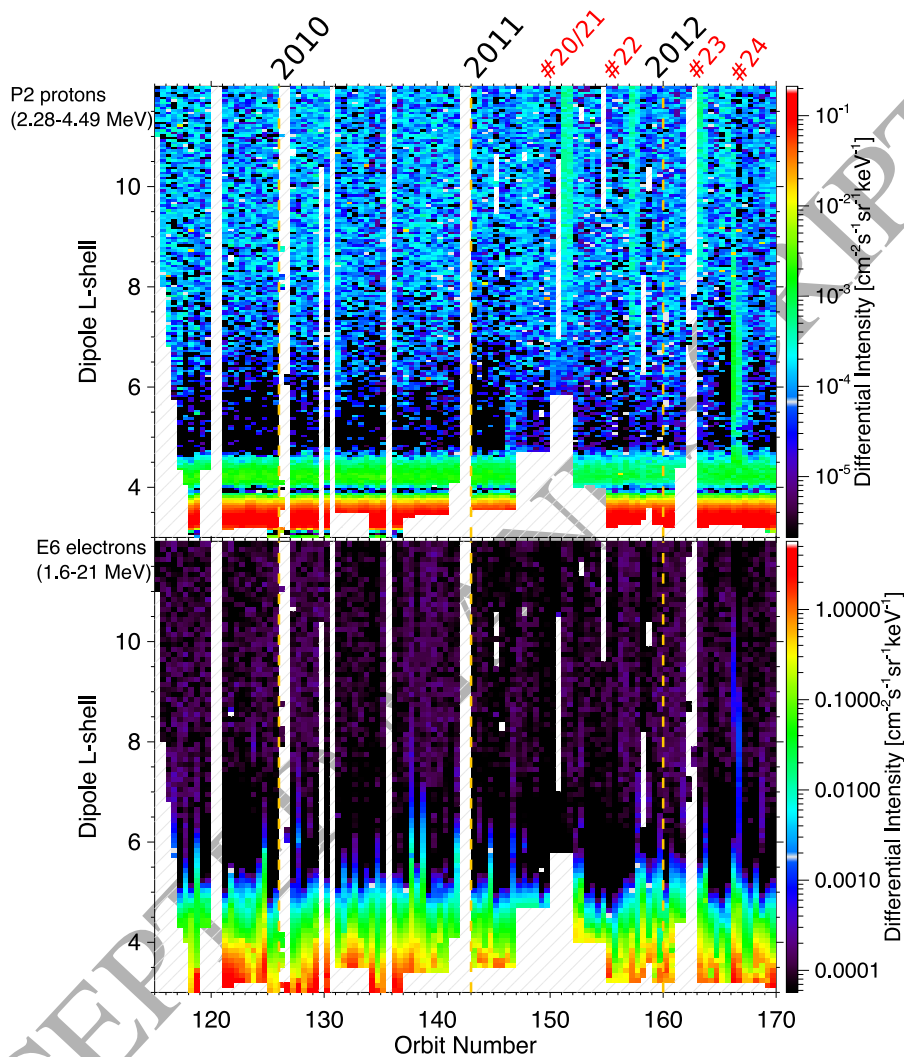 2010
2011
#20/21
#22
2012
#23
#24
P2 protons
(2.28-4.49 MeV)
10
8
6
4
Dipole L-shell
10⁻¹
10⁻²
10⁻³
10⁻⁴
10⁻⁵
Differential Intensity [cm⁻²s⁻¹sr⁻¹keV⁻¹]
E6 electrons
(1.6-21 MeV)
10
8
6
4
Dipole L-shell
1.0000
0.1000
0.0100
0.0010
0.0001
Differential Intensity [cm⁻²s⁻¹sr⁻¹keV⁻¹]
120 130 140 150 160 170
Orbit Number